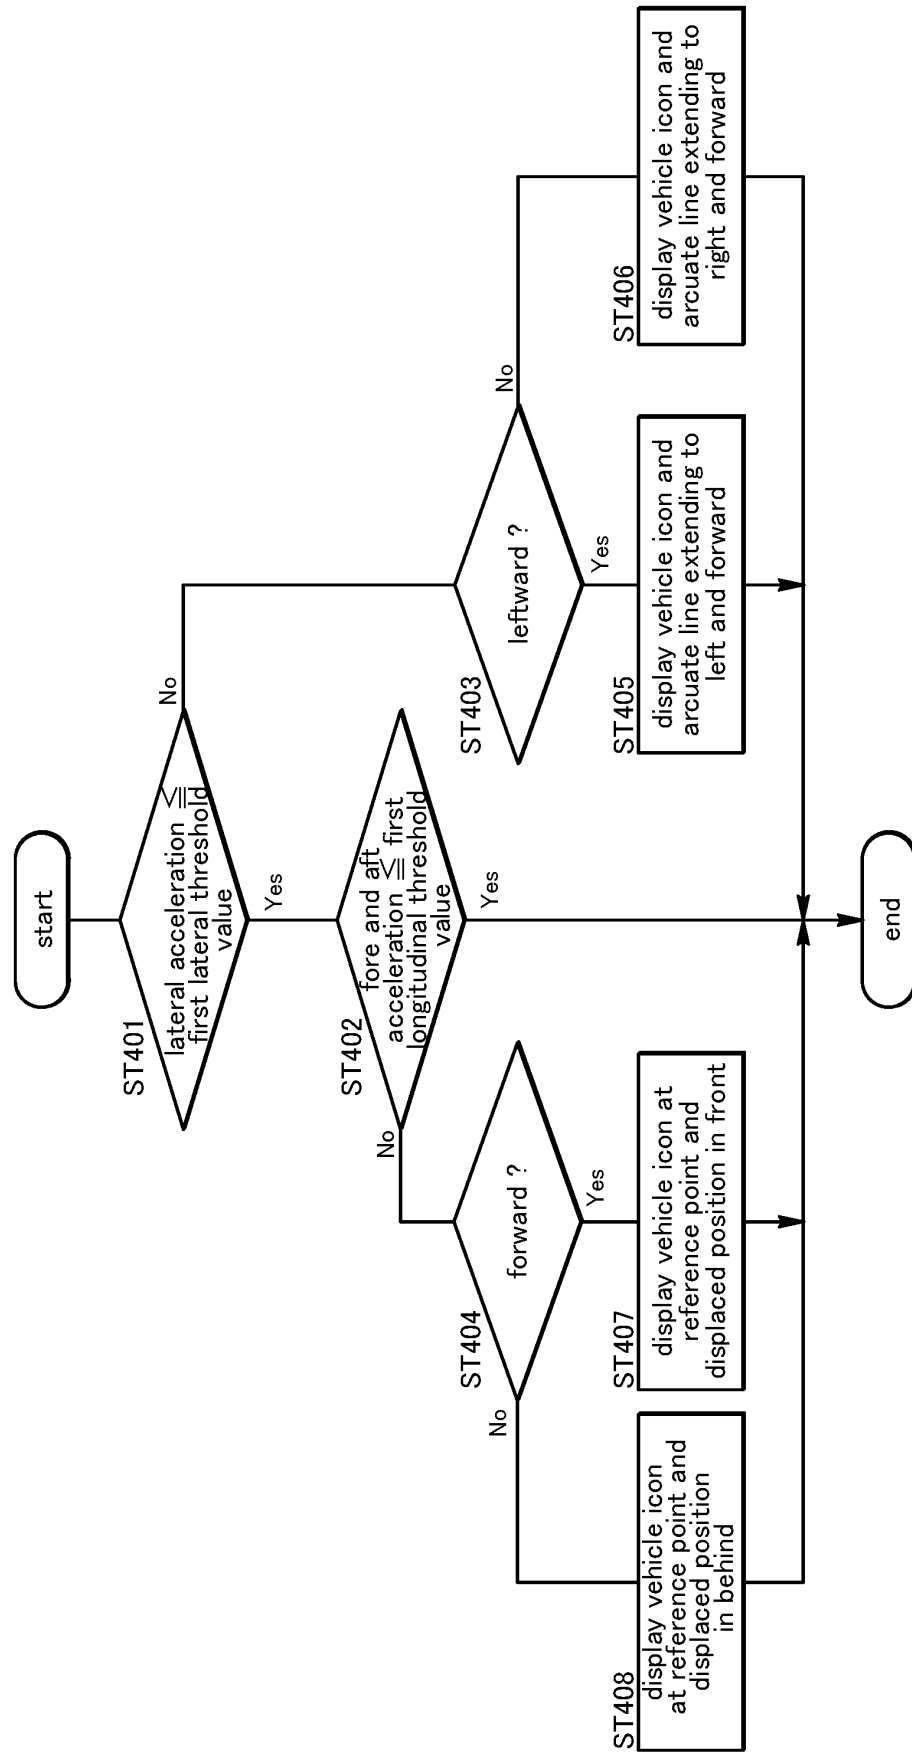 start
ST401
lateral acceleration ≦
first lateral threshold
value
No
Yes
ST402
fore and aft
acceleration ≦ first
longitudinal threshold
value
No
Yes
ST404
forward ?
No
Yes
ST403
leftward ?
No
Yes
ST408
display vehicle icon
at reference point and
displaced position
in behind
ST407
display vehicle icon at
reference point and
displaced position in front
ST405
display vehicle icon and
arcuate line extending to
left and forward
ST406
display vehicle icon and
arcuate line extending to
right and forward
end